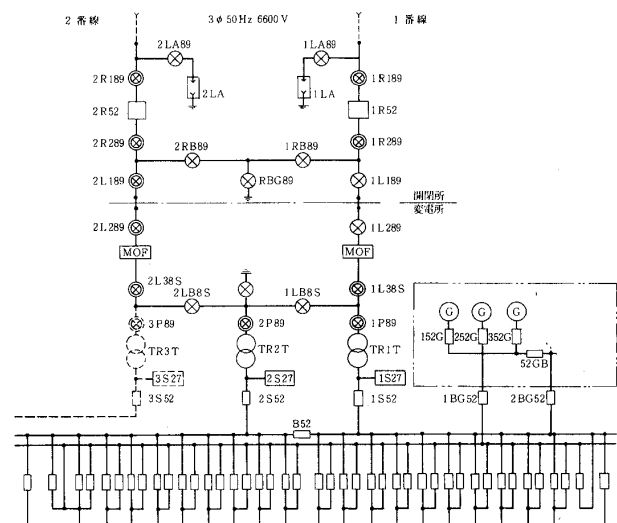 2 番線 3φ 50Hz 6600V 1 番線
2LA89 1LA89
2R189 1R189
2LA 1LA
2R52 1R52
2R289 1R289
2RB89 1RB89
2L189 RBG89 1L189
開閉所
変電所
2L289 1L289
MOF MOF
2L38S 1L38S
2LB8S 1LB8S
G G G
3P89 2P89 1P89
152G 252G 352G
TR3T TR2T TR1T
52GB
3S27 2S27 1S27
3S52 2S52 1S52 1BG52 2BG52
B52